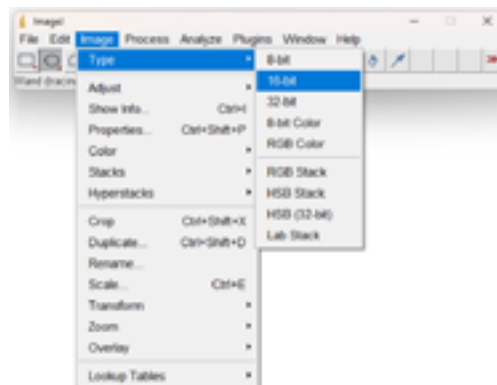 ImageJ
File Edit Image Process Analyze Plugins Window Help
Wand (tracing
Type
Adjust
Show Info... Ctrl+I
Properties... Ctrl+Shift+P
Color
Stacks
Hyperstacks
Crop Ctrl+Shift+X
Duplicate... Ctrl+Shift+D
Rename...
Scale... Ctrl+E
Transform
Zoom
Overlay
Lookup Tables
8-bit
16-bit
32-bit
8-bit Color
RGB Color
RGB Stack
HSB Stack
HSB (32-bit)
Lab Stack